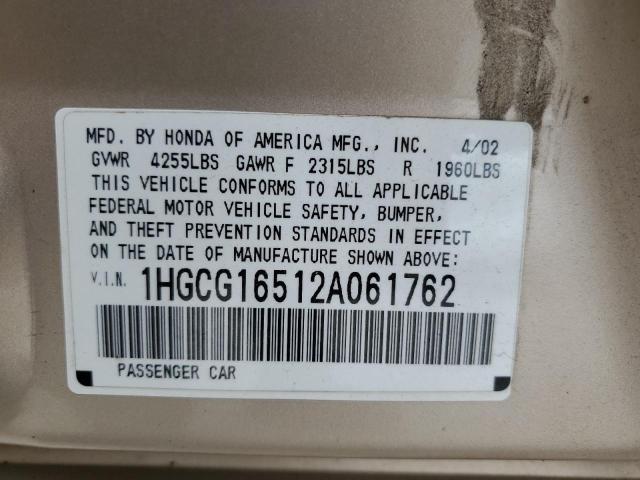 MFD. BY HONDA OF AMERICA MFG., INC. 4/02
GVWR 4255LBS GAWR F 2315LBS R 1960LBS
THIS VEHICLE CONFORMS TO ALL APPLICABLE
FEDERAL MOTOR VEHICLE SAFETY, BUMPER,
AND THEFT PREVENTION STANDARDS IN EFFECT
ON THE DATE OF MANUFACTURE SHOWN ABOVE:
V.I.N. 1HGCG16512A061762
PASSENGER CAR